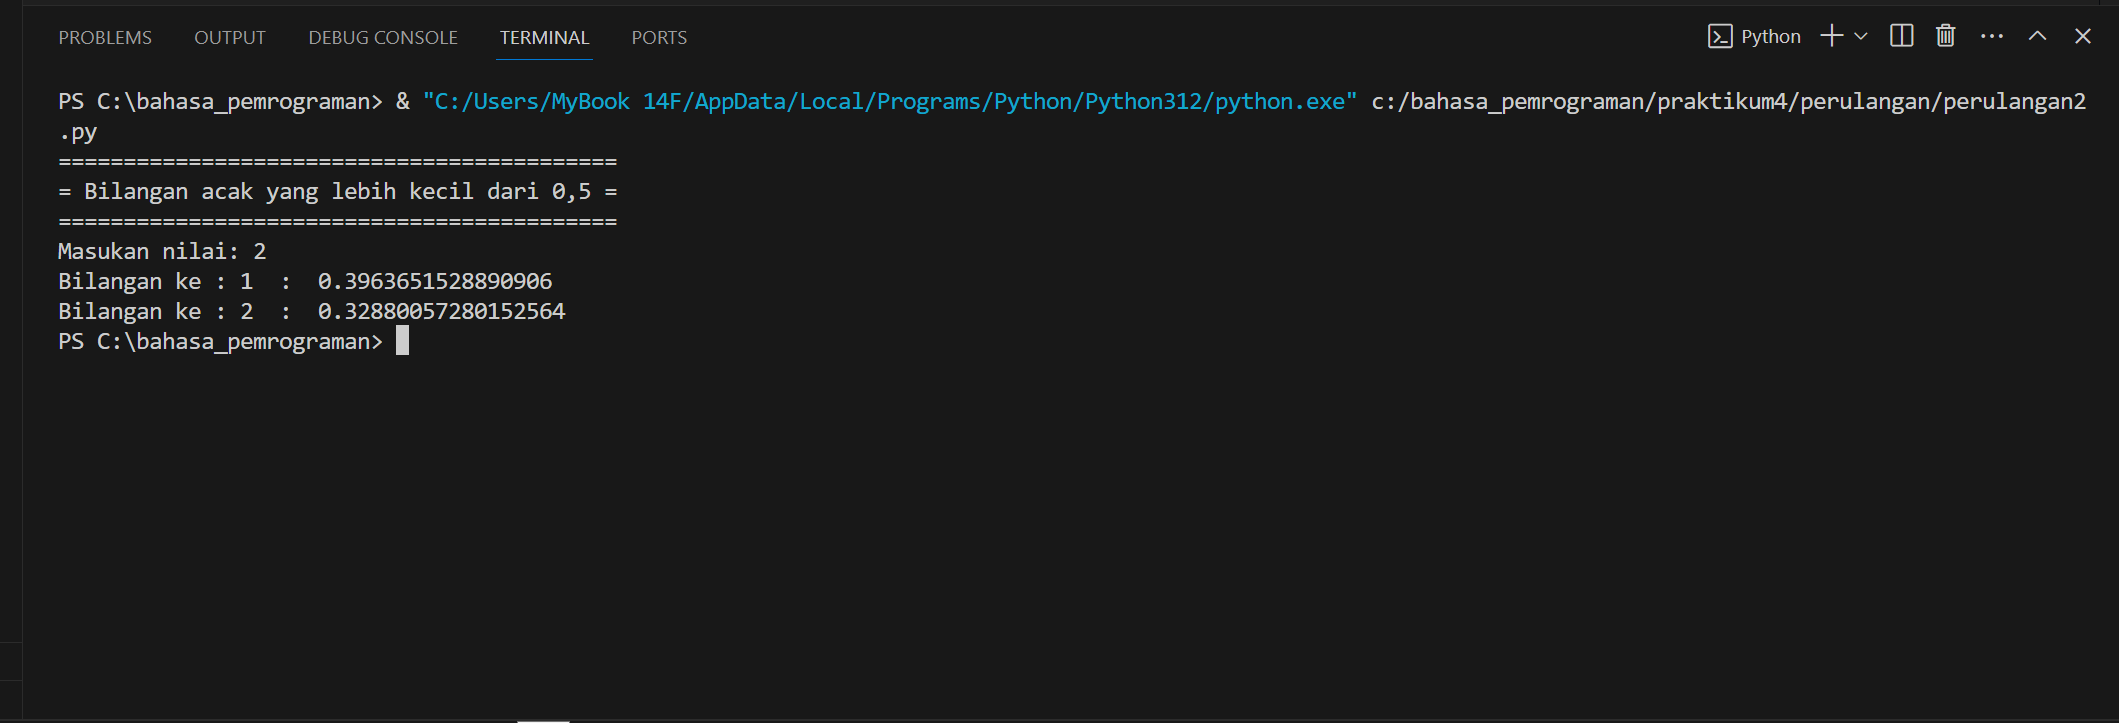 PROBLEMS OUTPUT DEBUG CONSOLE TERMINAL PORTS Python
PS C:\bahasa_pemrograman> & "C:/Users/MyBook 14F/AppData/Local/Programs/Python/Python312/python.exe" c:/bahasa_pemrograman/praktikum4/perulangan/perulangan2
.py
===========================================
= Bilangan acak yang lebih kecil dari 0,5 =
===========================================
Masukan nilai: 2
Bilangan ke : 1  :  0.3963651528890906
Bilangan ke : 2  :  0.32880057280152564
PS C:\bahasa_pemrograman>